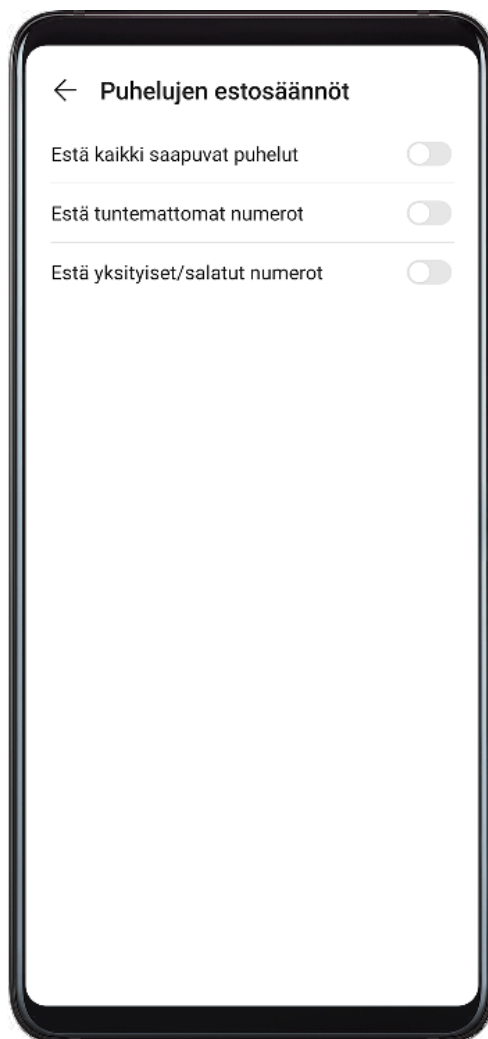 Puhelujen estosäännöt
Estä kaikki saapuvat puhelut
Estä tuntemattomat numerot
Estä yksityiset/salatut numerot